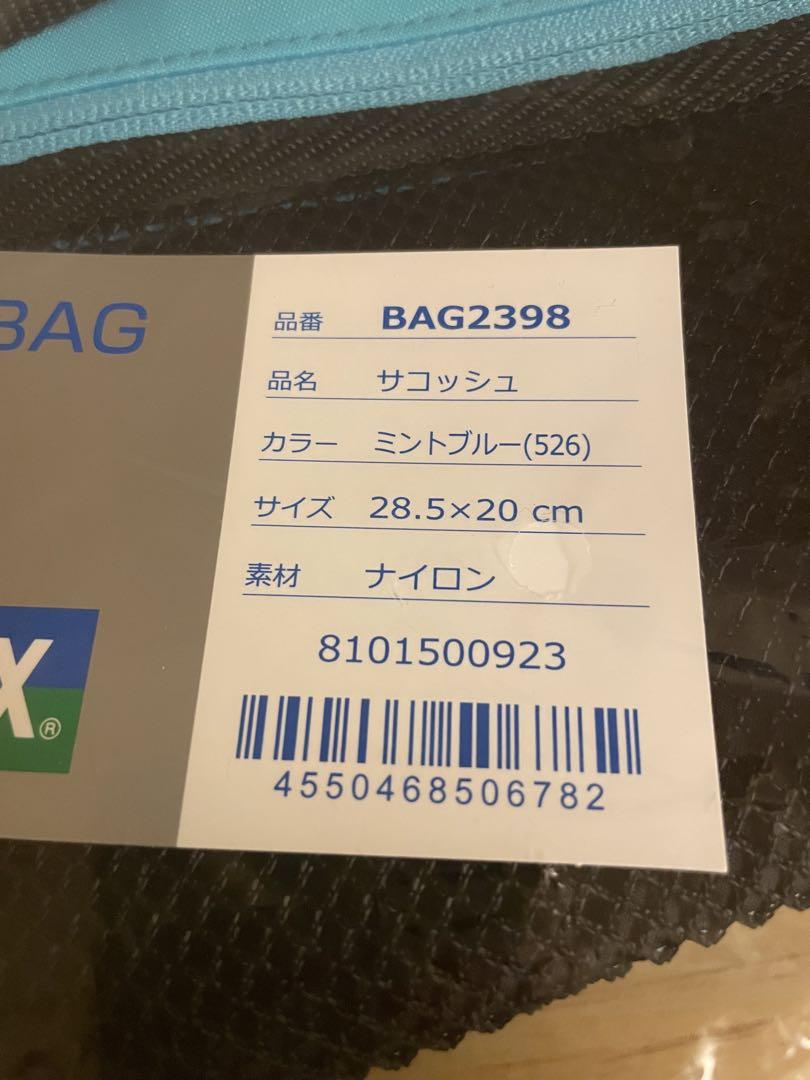 BAG
品番 BAG2398
品名 サコッシュ
カラー ミントブルー(526)
サイズ 28.5×20 cm
素材 ナイロン
8101500923
X®
4550468506782